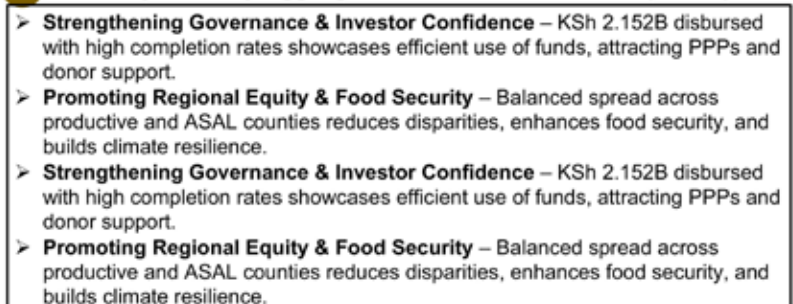 ➢ Strengthening Governance & Investor Confidence – KSh 2.152B disbursed
with high completion rates showcases efficient use of funds, attracting PPPs and
donor support.
➢ Promoting Regional Equity & Food Security – Balanced spread across
productive and ASAL counties reduces disparities, enhances food security, and
builds climate resilience.
➢ Strengthening Governance & Investor Confidence – KSh 2.152B disbursed
with high completion rates showcases efficient use of funds, attracting PPPs and
donor support.
➢ Promoting Regional Equity & Food Security – Balanced spread across
productive and ASAL counties reduces disparities, enhances food security, and
builds climate resilience.